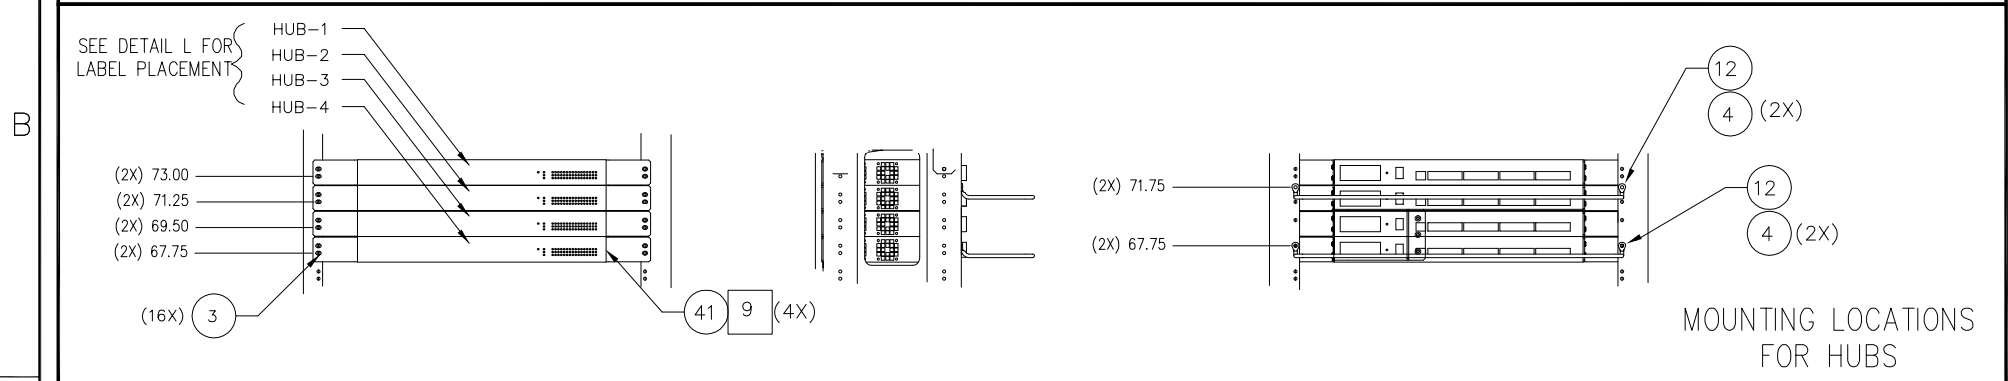 B
SEE DETAIL L FOR
LABEL PLACEMENT
HUB-1
HUB-2
HUB-3
HUB-4
(2X) 73.00
(2X) 71.25
(2X) 69.50
(2X) 67.75
(16X) 3
41 9 (4X)
(2X) 71.75
(2X) 67.75
12
4 (2X)
12
4 (2X)
MOUNTING LOCATIONS
FOR HUBS